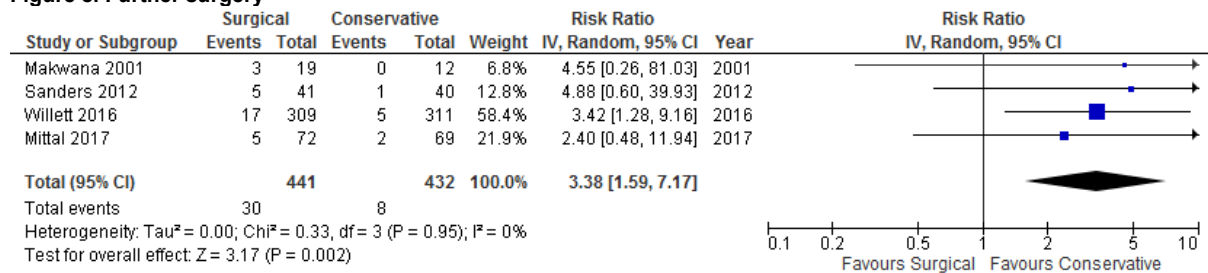 Surgical Conservative Risk Ratio Risk Ratio
Study or Subgroup Events Total Events Total Weight IV, Random, 95% CI Year IV, Random, 95% CI
Makwana 2001 3 19 0 12 6.8% 4.55 [0.26, 81.03] 2001
Sanders 2012 5 41 1 40 12.8% 4.88 [0.60, 39.93] 2012
Willett 2016 17 309 5 311 58.4% 3.42 [1.28, 9.16] 2016
Mittal 2017 5 72 2 69 21.9% 2.40 [0.48, 11.94] 2017
Total (95% CI) 441 432 100.0% 3.38 [1.59, 7.17]
Total events 30 8
Heterogeneity: Tau² = 0.00; Chi² = 0.33, df = 3 (P = 0.95); I² = 0%
Test for overall effect: Z = 3.17 (P = 0.002)
0.1 0.2 0.5 1 2 5 10
Favours Surgical Favours Conservative